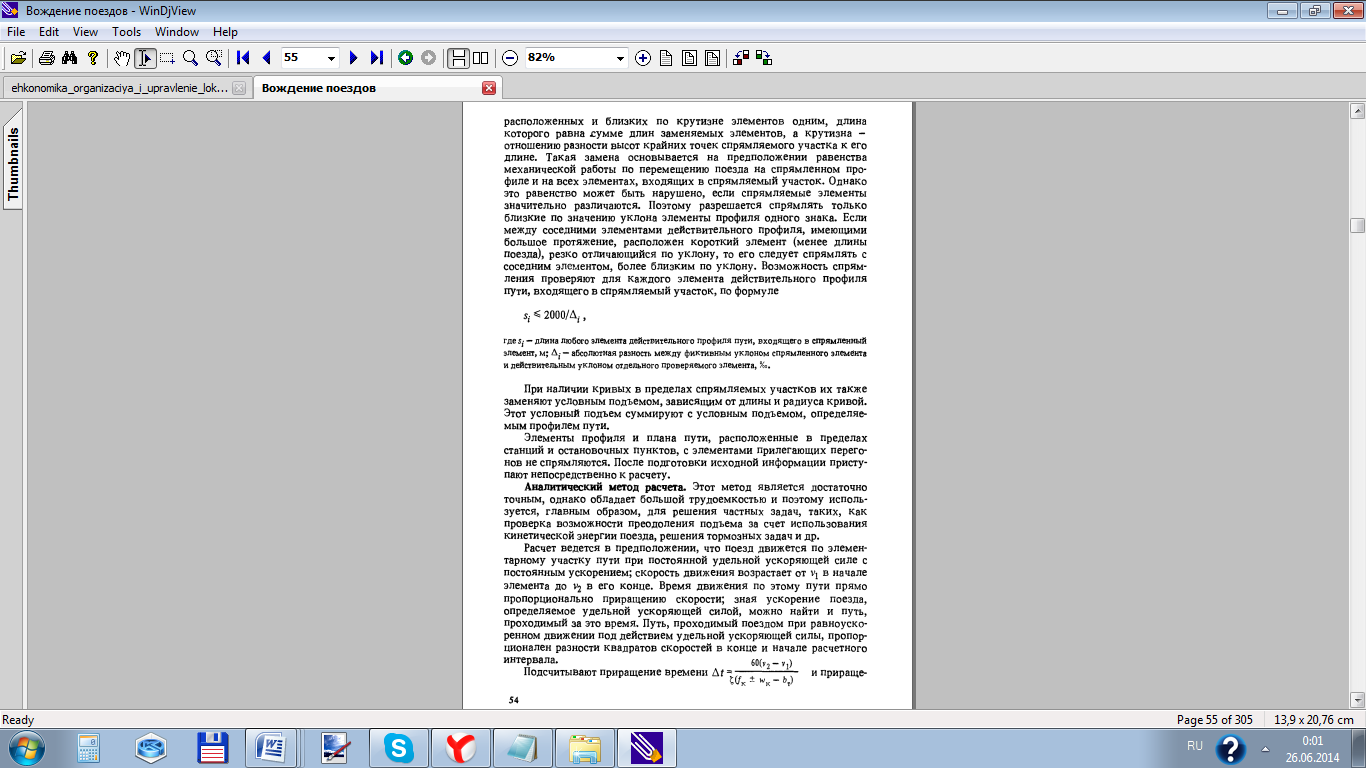 Вождение поездов - WinDjView
File Edit View Tools Window Help
55 82%
ehkonomika_organizaciya_i_upravlenie_lok... Вождение поездов
Thumbnails
расположенных и близких по крутизне элементов одним, длина
которого равна сумме длин заменяемых элементов, а крутизна –
отношению разности высот крайних точек спрямляемого участка к его
длине. Такая замена основывается на предположении равенства
механической работы по перемещению поезда на спрямленном про-
филе и на всех элементах, входящих в спрямляемый участок. Однако
это равенство может быть нарушено, если спрямляемые элементы
значительно различаются. Поэтому разрешается спрямлять только
близкие по значению уклона элементы профиля одного знака. Если
между соседними элементами действительного профиля, имеющими
большое протяжение, расположен короткий элемент (менее длины
поезда), резко отличающийся по уклону, то его следует спрямлять с
соседним элементом, более близким по уклону. Возможность спрям-
ления проверяют для каждого элемента действительного профиля
пути, входящего в спрямляемый участок, по формуле
sᵢ ⩽ 2000/Δᵢ ,
где sᵢ – длина любого элемента действительного профиля пути, входящего в спрямленный
элемент, м; Δᵢ – абсолютная разность между фиктивным уклоном спрямленного элемента
и действительным уклоном отдельного проверяемого элемента, ‰.
При наличии кривых в пределах спрямляемых участков их также
заменяют условным подъемом, зависящим от длины и радиуса кривой.
Этот условный подъем суммируют с условным подъемом, определяе-
мым профилем пути.
Элементы профиля и плана пути, расположенные в пределах
станций и остановочных пунктов, с элементами прилегающих перего-
нов не спрямляются. После подготовки исходной информации присту-
пают непосредственно к расчету.
Аналитический метод расчета. Этот метод является достаточно
точным, однако обладает большой трудоемкостью и поэтому исполь-
зуется, главным образом, для решения частных задач, таких, как
проверка возможности преодоления подъема за счет использования
кинетической энергии поезда, решения тормозных задач и др.
Расчет ведется в предположении, что поезд движется по элемен-
тарному участку пути при постоянной удельной ускоряющей силе с
постоянным ускорением; скорость движения возрастает от v₁ в начале
элемента до v₂ в его конце. Время движения по этому пути прямо
пропорционально приращению скорости; зная ускорение поезда,
определяемое удельной ускоряющей силой, можно найти и путь,
проходимый за это время. Путь, проходимый поездом при равноуско-
ренном движении под действием удельной ускоряющей силы, пропор-
ционален разности квадратов скоростей в конце и начале расчетного
интервала.
Подсчитывают приращение времени Δt = 60(v₂ – v₁) / ζ(fк ± wк – bт) и прираще-
54
Ready Page 55 of 305 13,9 x 20,76 cm
RU 0:01
26.06.2014